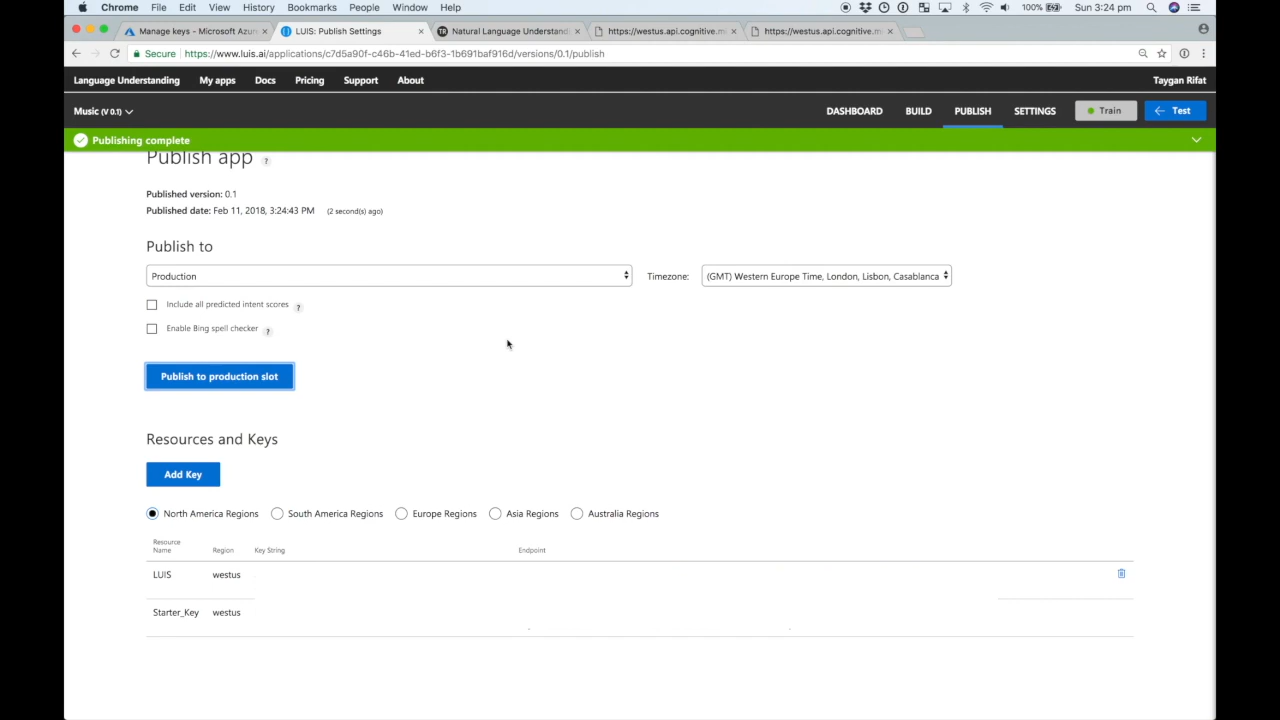 Chrome File Edit View History Bookmarks People Window Help 100% Sun 3:24 pm
Manage keys - Microsoft Azur LUIS: Publish Settings Natural Language Understand https://westus.api.cognitive.m https://westus.api.cognitive.m
Secure https://www.luis.ai/applications/c7d5a90f-c46b-41ed-b6f3-1b691baf916d/versions/0.1/publish
Language Understanding My apps Docs Pricing Support About Taygan Rifat
Music (V 0.1) DASHBOARD BUILD PUBLISH SETTINGS Train Test
Publishing complete
Publish app ?
Published version: 0.1
Published date: Feb 11, 2018, 3:24:43 PM (2 second(s) ago)
Publish to
Production Timezone: (GMT) Western Europe Time, London, Lisbon, Casablanca
Include all predicted intent scores ?
Enable Bing spell checker ?
Publish to production slot
Resources and Keys
Add Key
North America Regions South America Regions Europe Regions Asia Regions Australia Regions
Resource Name Region Key String Endpoint
LUIS westus
Starter_Key westus